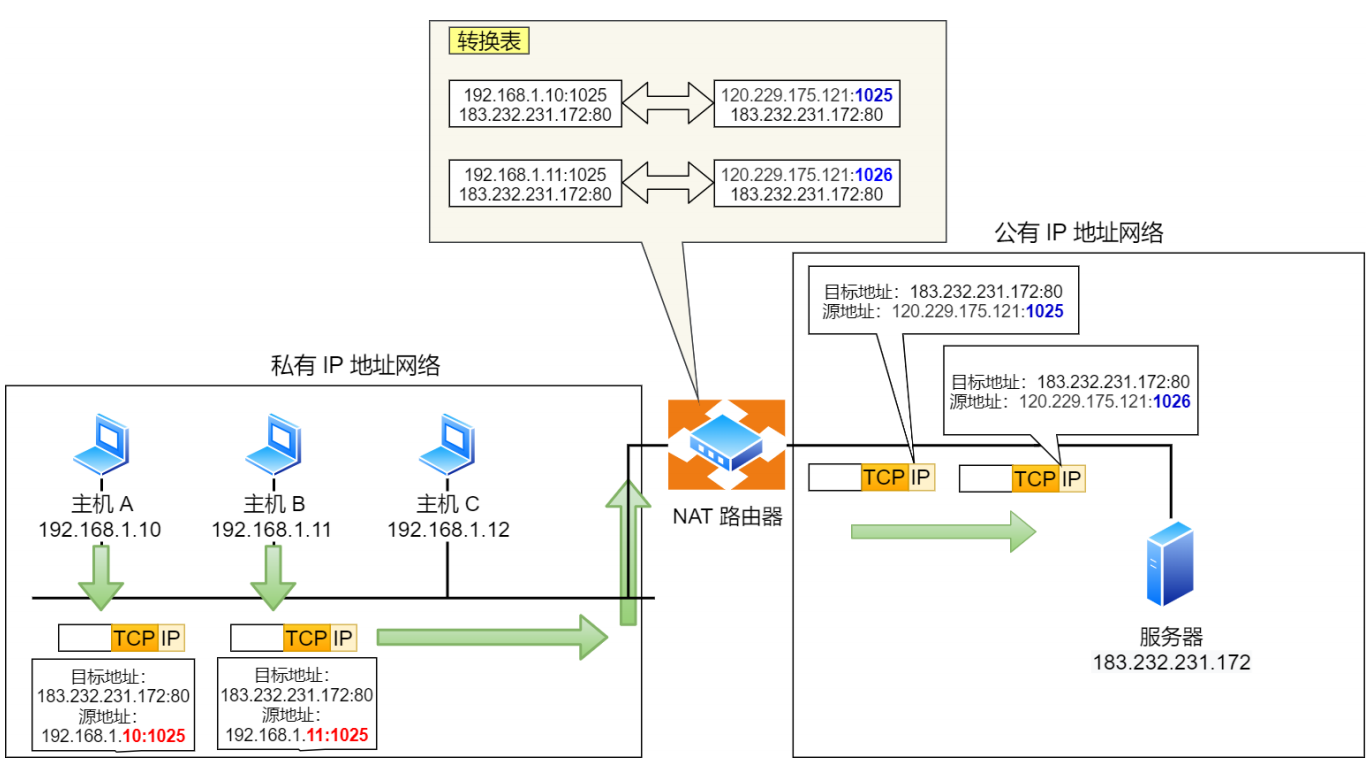 转换表
192.168.1.10:1025
183.232.231.172:80
120.229.175.121:1025
183.232.231.172:80
192.168.1.11:1025
183.232.231.172:80
120.229.175.121:1026
183.232.231.172:80
公有 IP 地址网络
目标地址：183.232.231.172:80
源地址：120.229.175.121:1025
目标地址：183.232.231.172:80
源地址：120.229.175.121:1026
TCP IP
TCP IP
NAT 路由器
服务器
183.232.231.172
私有 IP 地址网络
主机 A
192.168.1.10
主机 B
192.168.1.11
主机 C
192.168.1.12
TCP IP
TCP IP
目标地址：
183.232.231.172:80
源地址：
192.168.1.10:1025
目标地址：
183.232.231.172:80
源地址：
192.168.1.11:1025